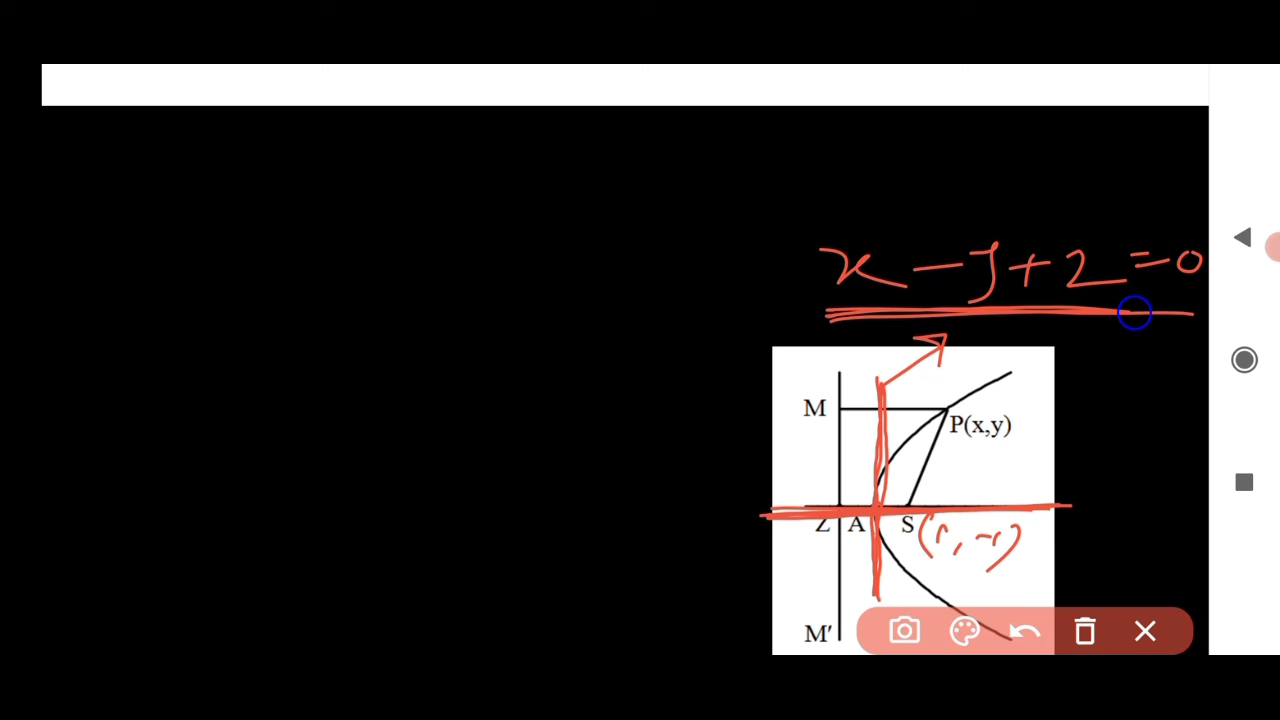 x - y + 2 = 0
M
P(x,y)
Z A S (1, -1)
M′